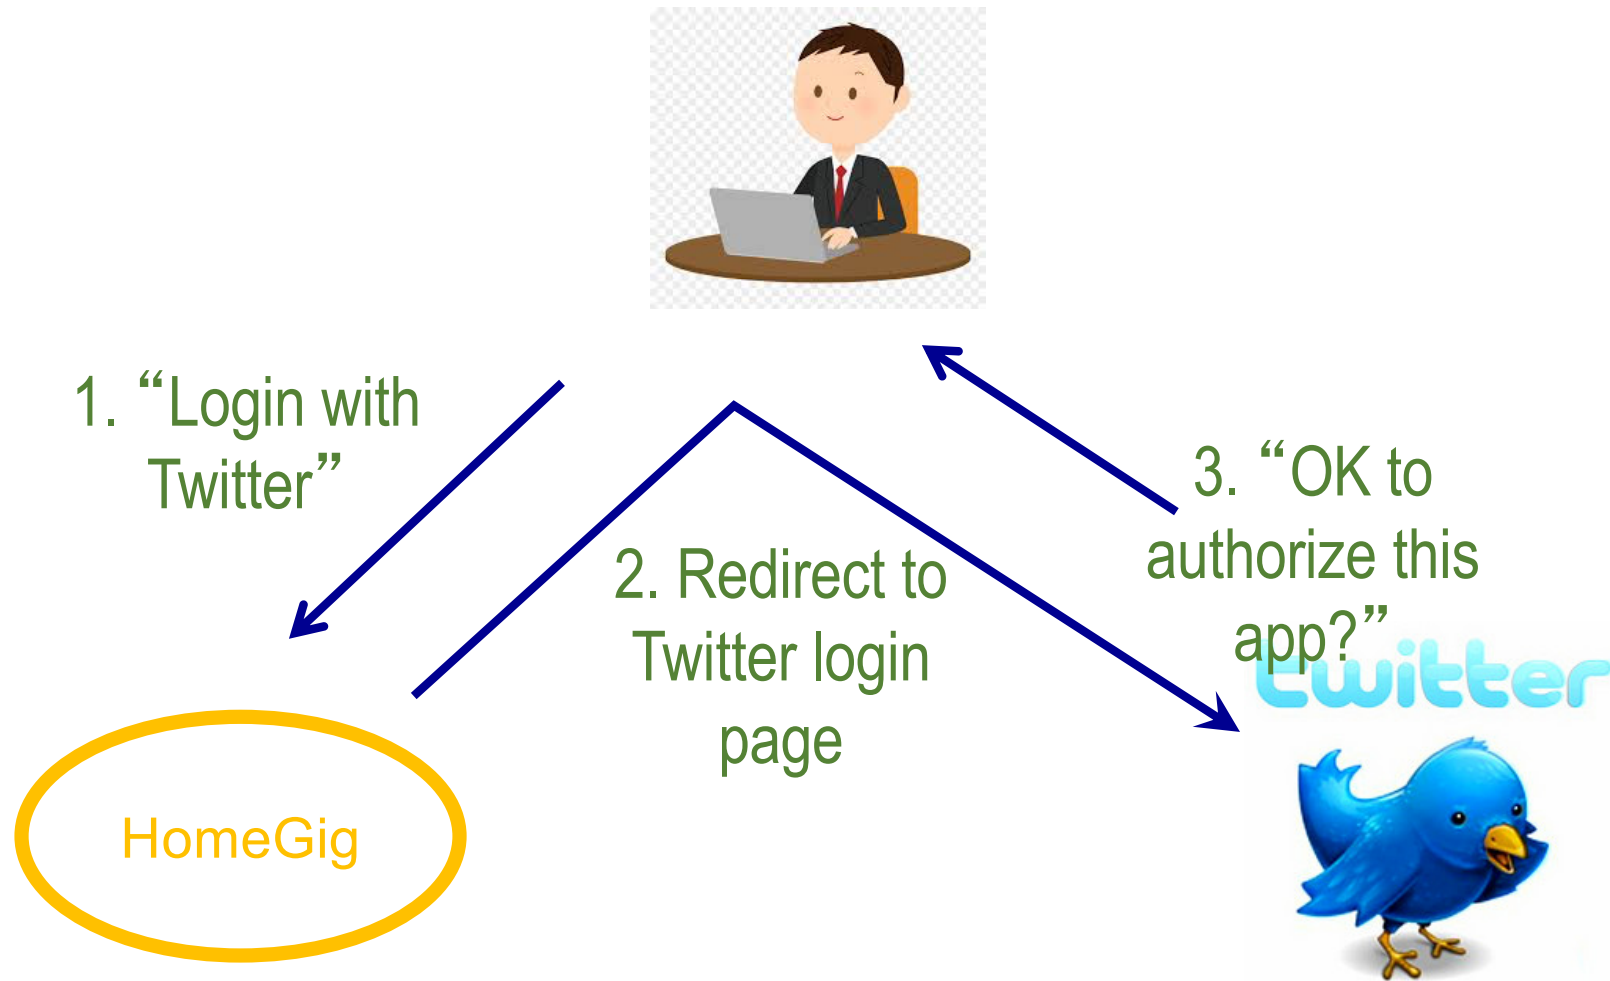 1. “Login with
Twitter”
2. Redirect to
Twitter login
page
3. “OK to
authorize this
app?”
twitter
HomeGig